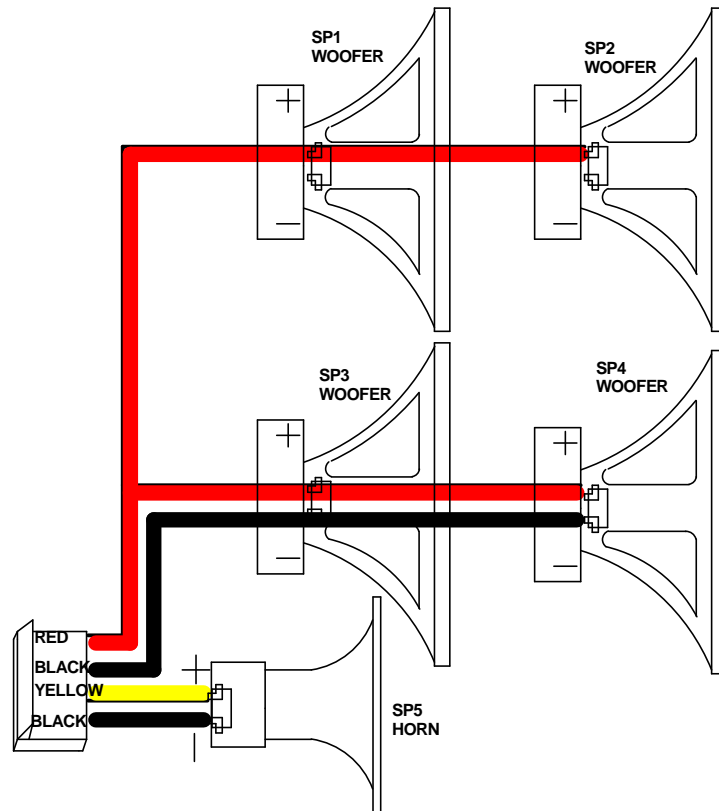 SP1
WOOFER
SP2
WOOFER
+
+
−
−
SP3
WOOFER
SP4
WOOFER
+
+
−
−
RED
BLACK
YELLOW
BLACK
+
−
SP5
HORN